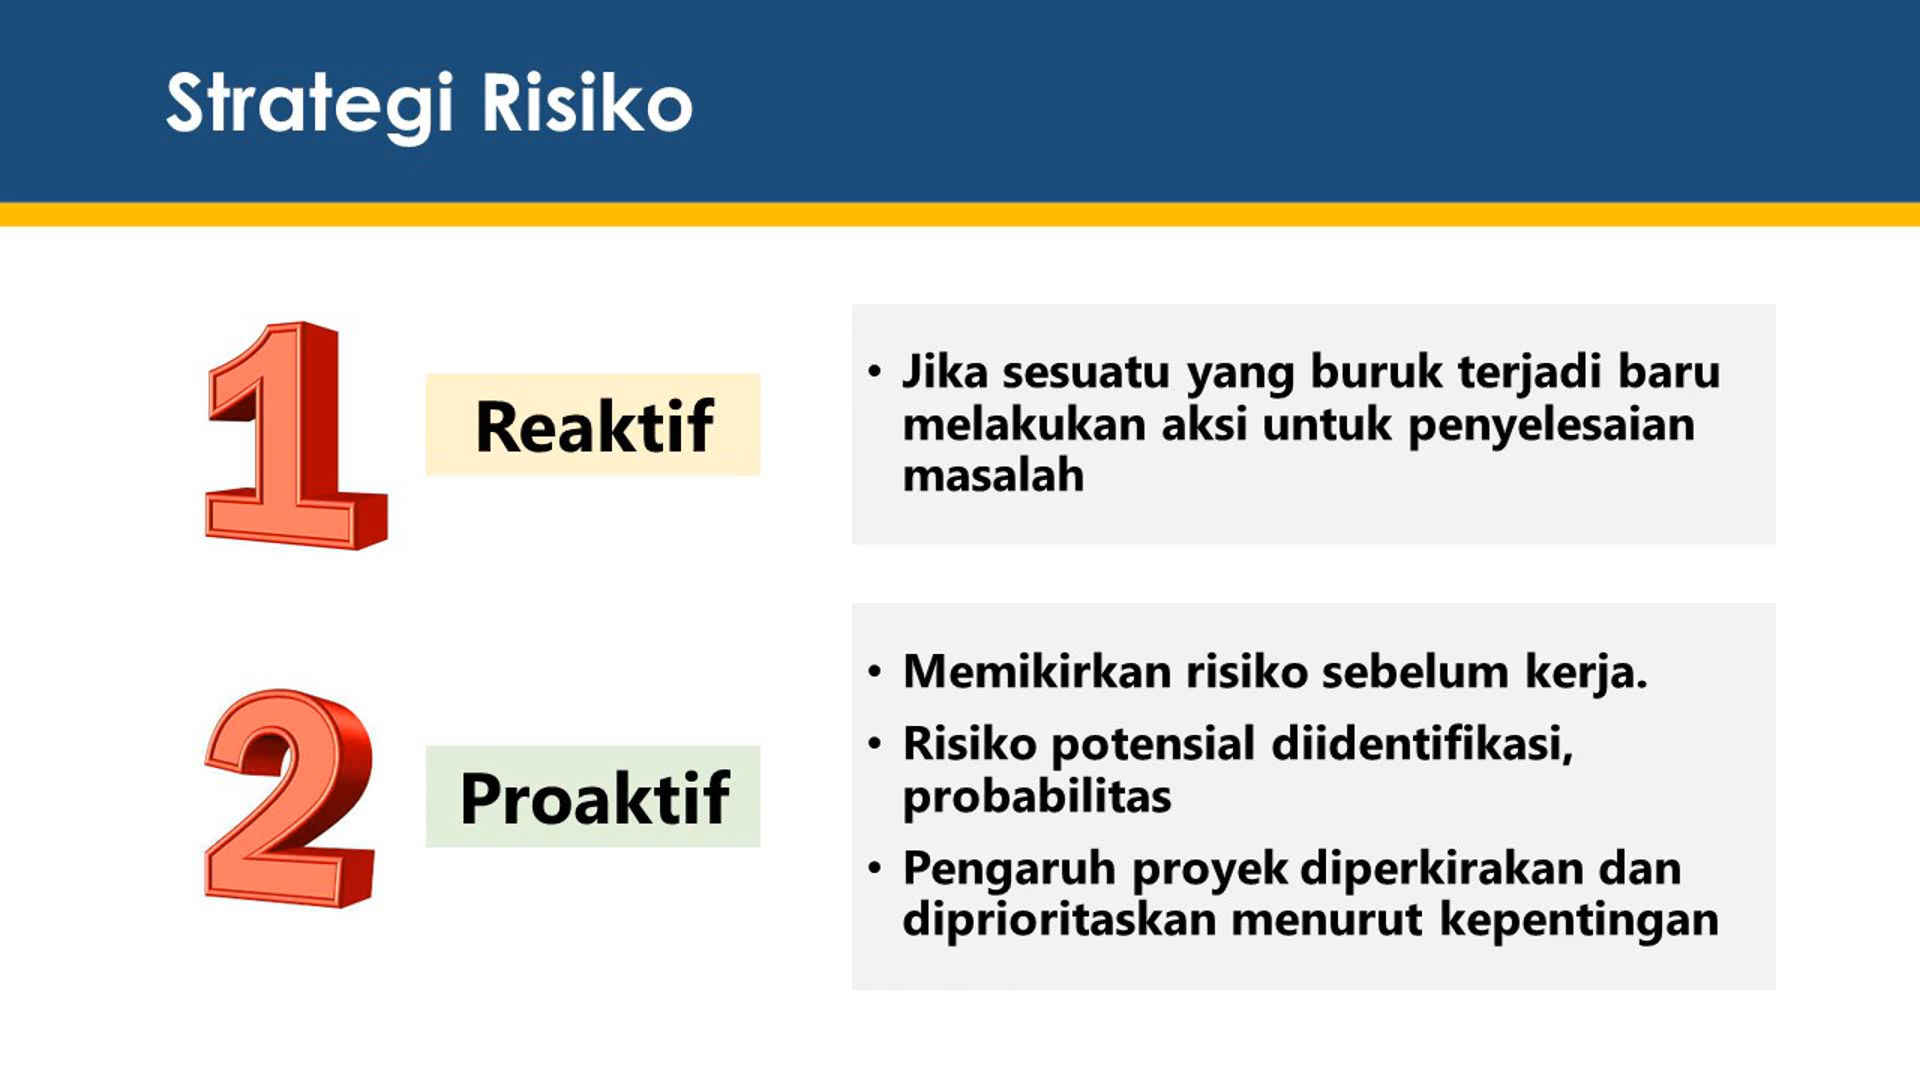 Strategi Risiko
1
Reaktif
• Jika sesuatu yang buruk terjadi baru
melakukan aksi untuk penyelesaian
masalah
2
Proaktif
• Memikirkan risiko sebelum kerja.
• Risiko potensial diidentifikasi,
probabilitas
• Pengaruh proyek diperkirakan dan
diprioritaskan menurut kepentingan